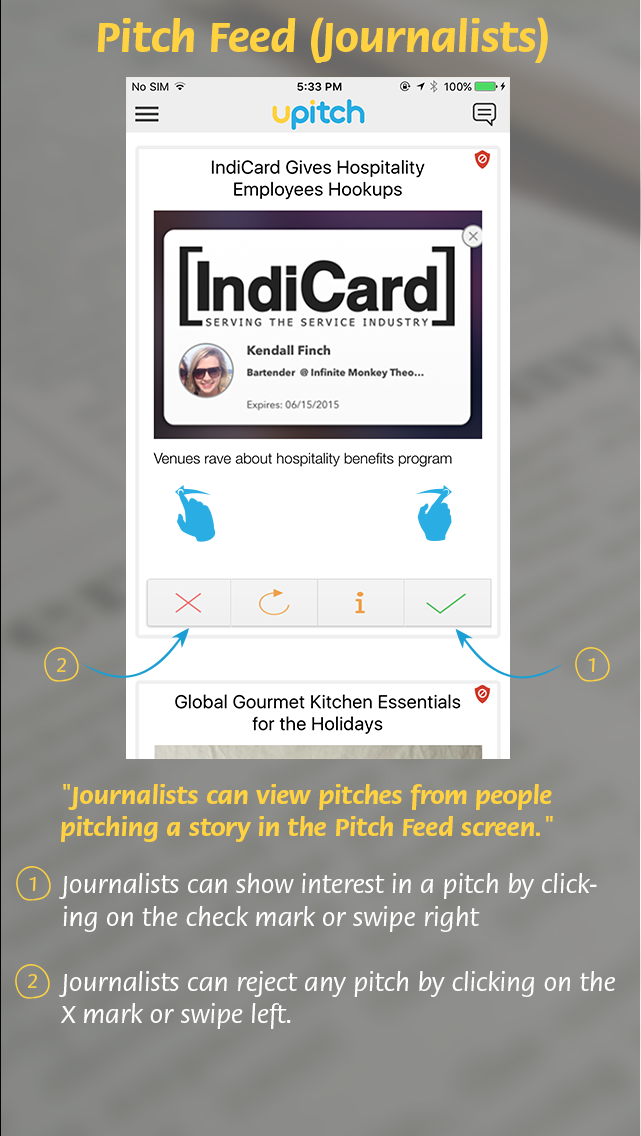 Pitch Feed (Journalists)
No SIM 5:33 PM 100%
upitch
IndiCard Gives Hospitality
Employees Hookups
[IndiCard]
SERVING THE SERVICE INDUSTRY
Kendall Finch
Bartender @ Infinite Monkey Theo...
Expires: 06/15/2015
Venues rave about hospitality benefits program
i
2
1
Global Gourmet Kitchen Essentials
for the Holidays
"Journalists can view pitches from people
pitching a story in the Pitch Feed screen."
1 Journalists can show interest in a pitch by click-
ing on the check mark or swipe right
2 Journalists can reject any pitch by clicking on the
X mark or swipe left.